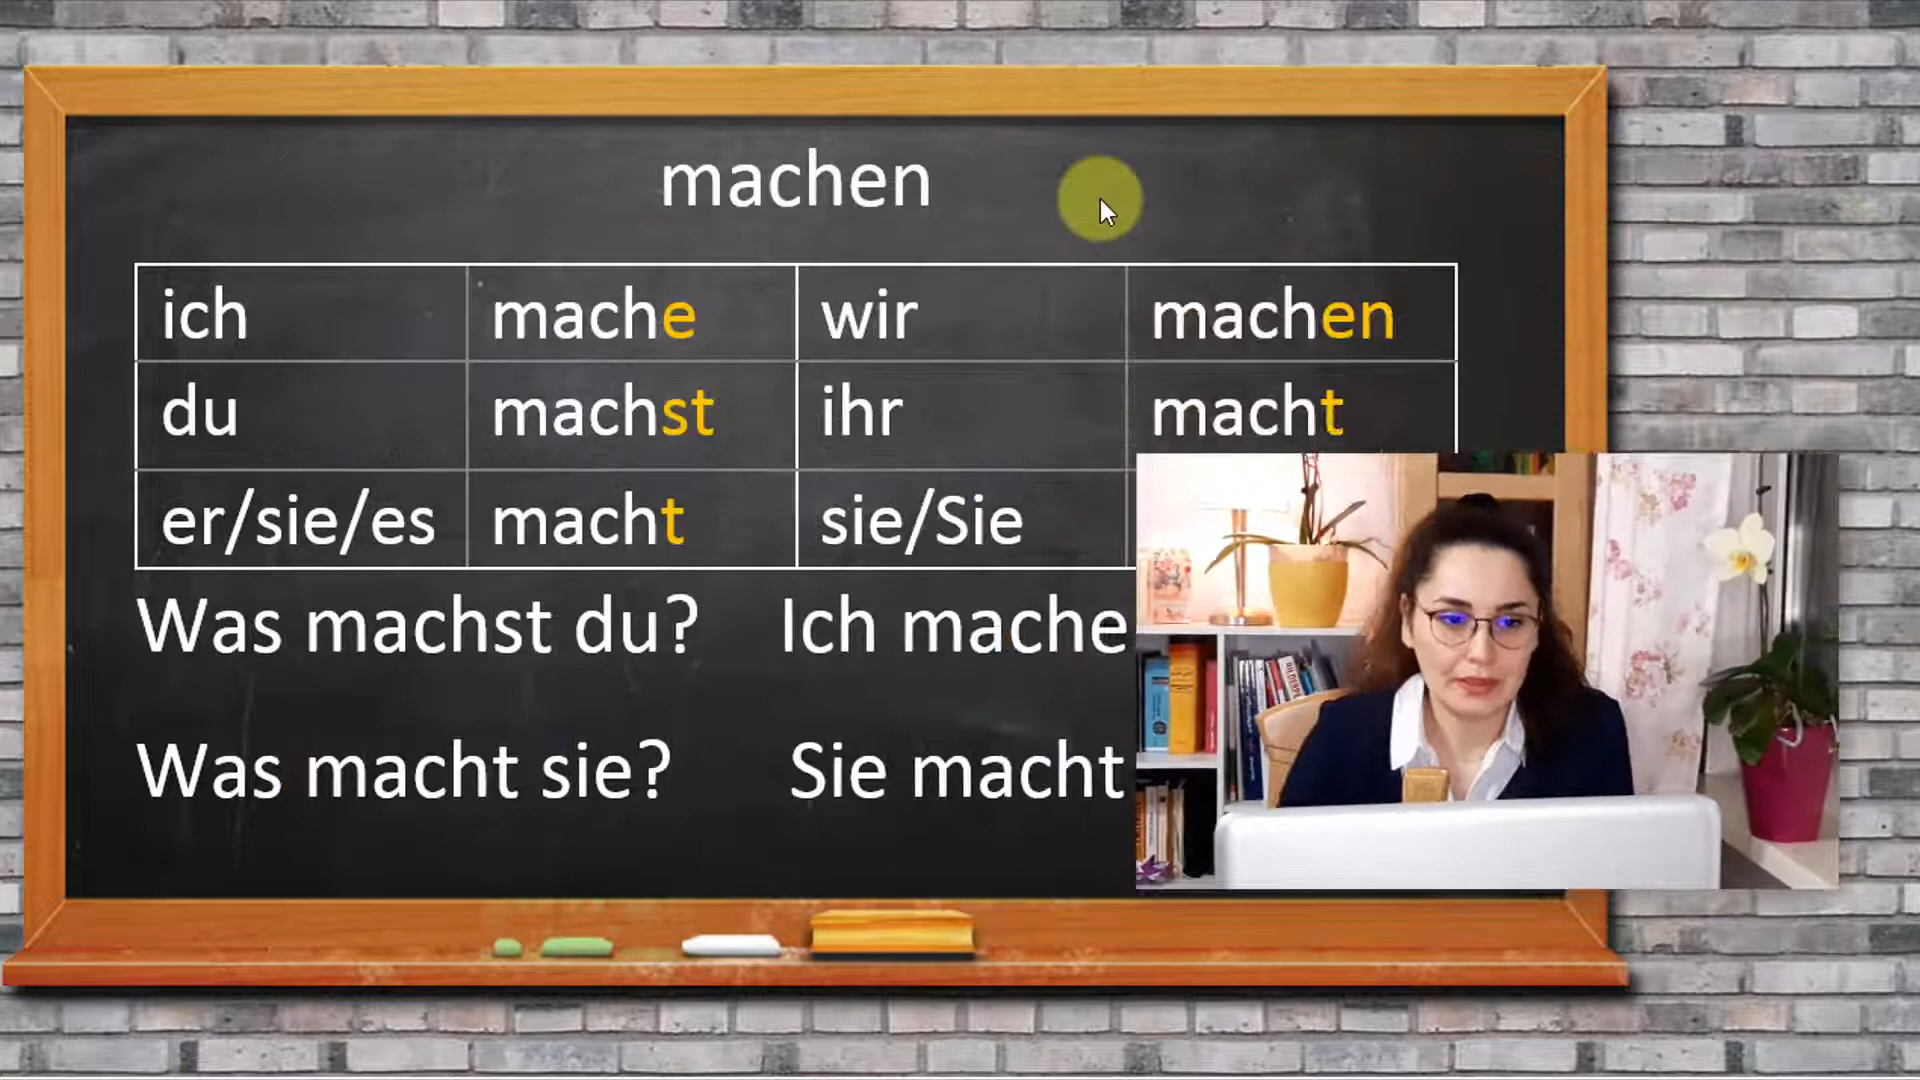 machen
ich mache wir machen
du machst ihr macht
er/sie/es macht sie/Sie
Was machst du? Ich mache
Was macht sie? Sie macht